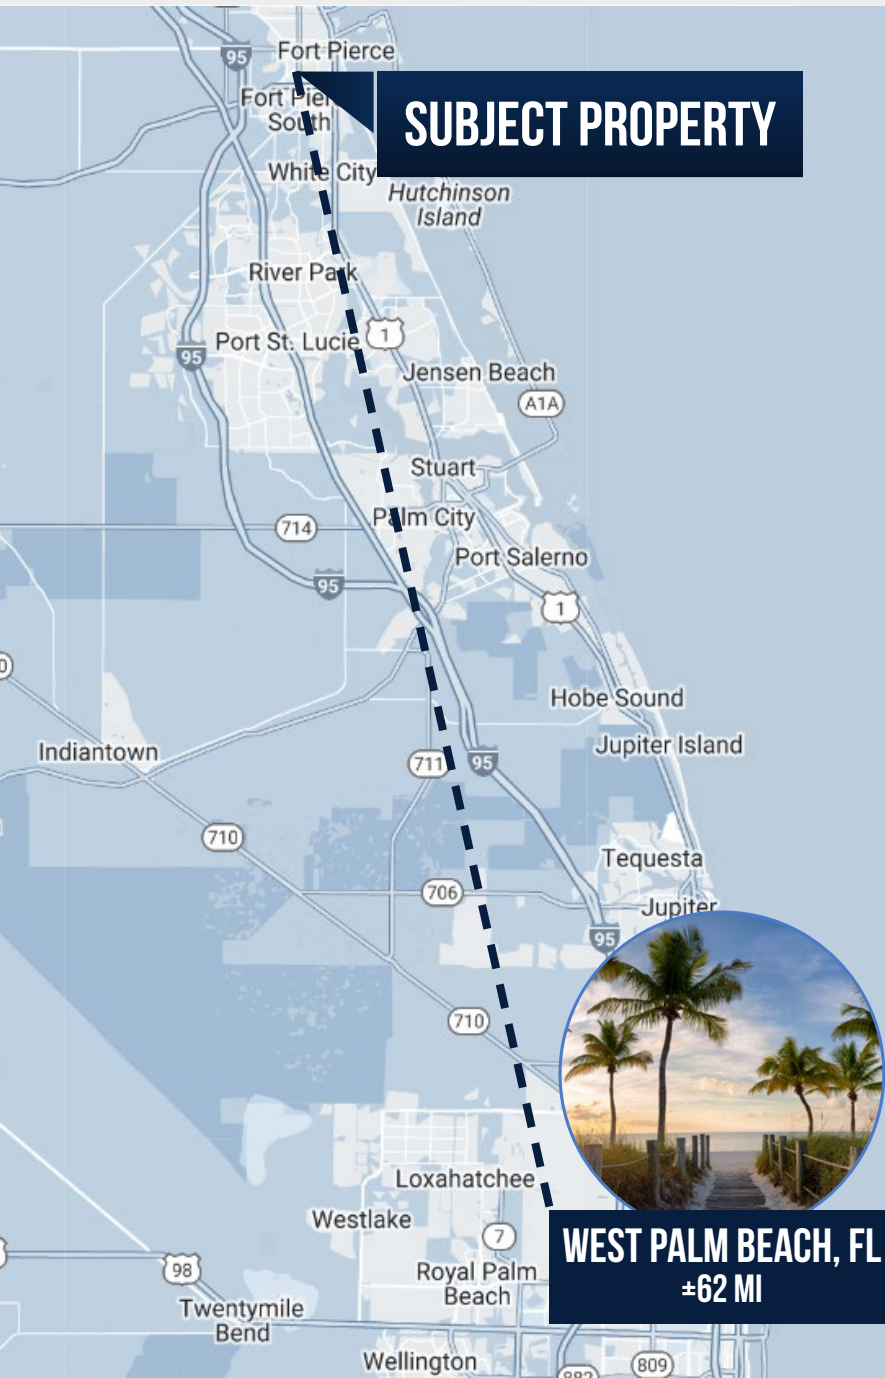 95
Fort Pierce
SUBJECT PROPERTY
South
White City
Hutchinson
Island
River Park
Port St. Lucie
1
95
Jensen Beach
A1A
Stuart
Palm City
714
Port Salerno
95
1
Hobe Sound
Jupiter Island
Indiantown
711
95
710
Tequesta
706
Jupiter
95
710
Loxahatchee
Westlake
7
WEST PALM BEACH, FL
±62 MI
98
Royal Palm
Beach
Twentymile
Bend
Wellington
809